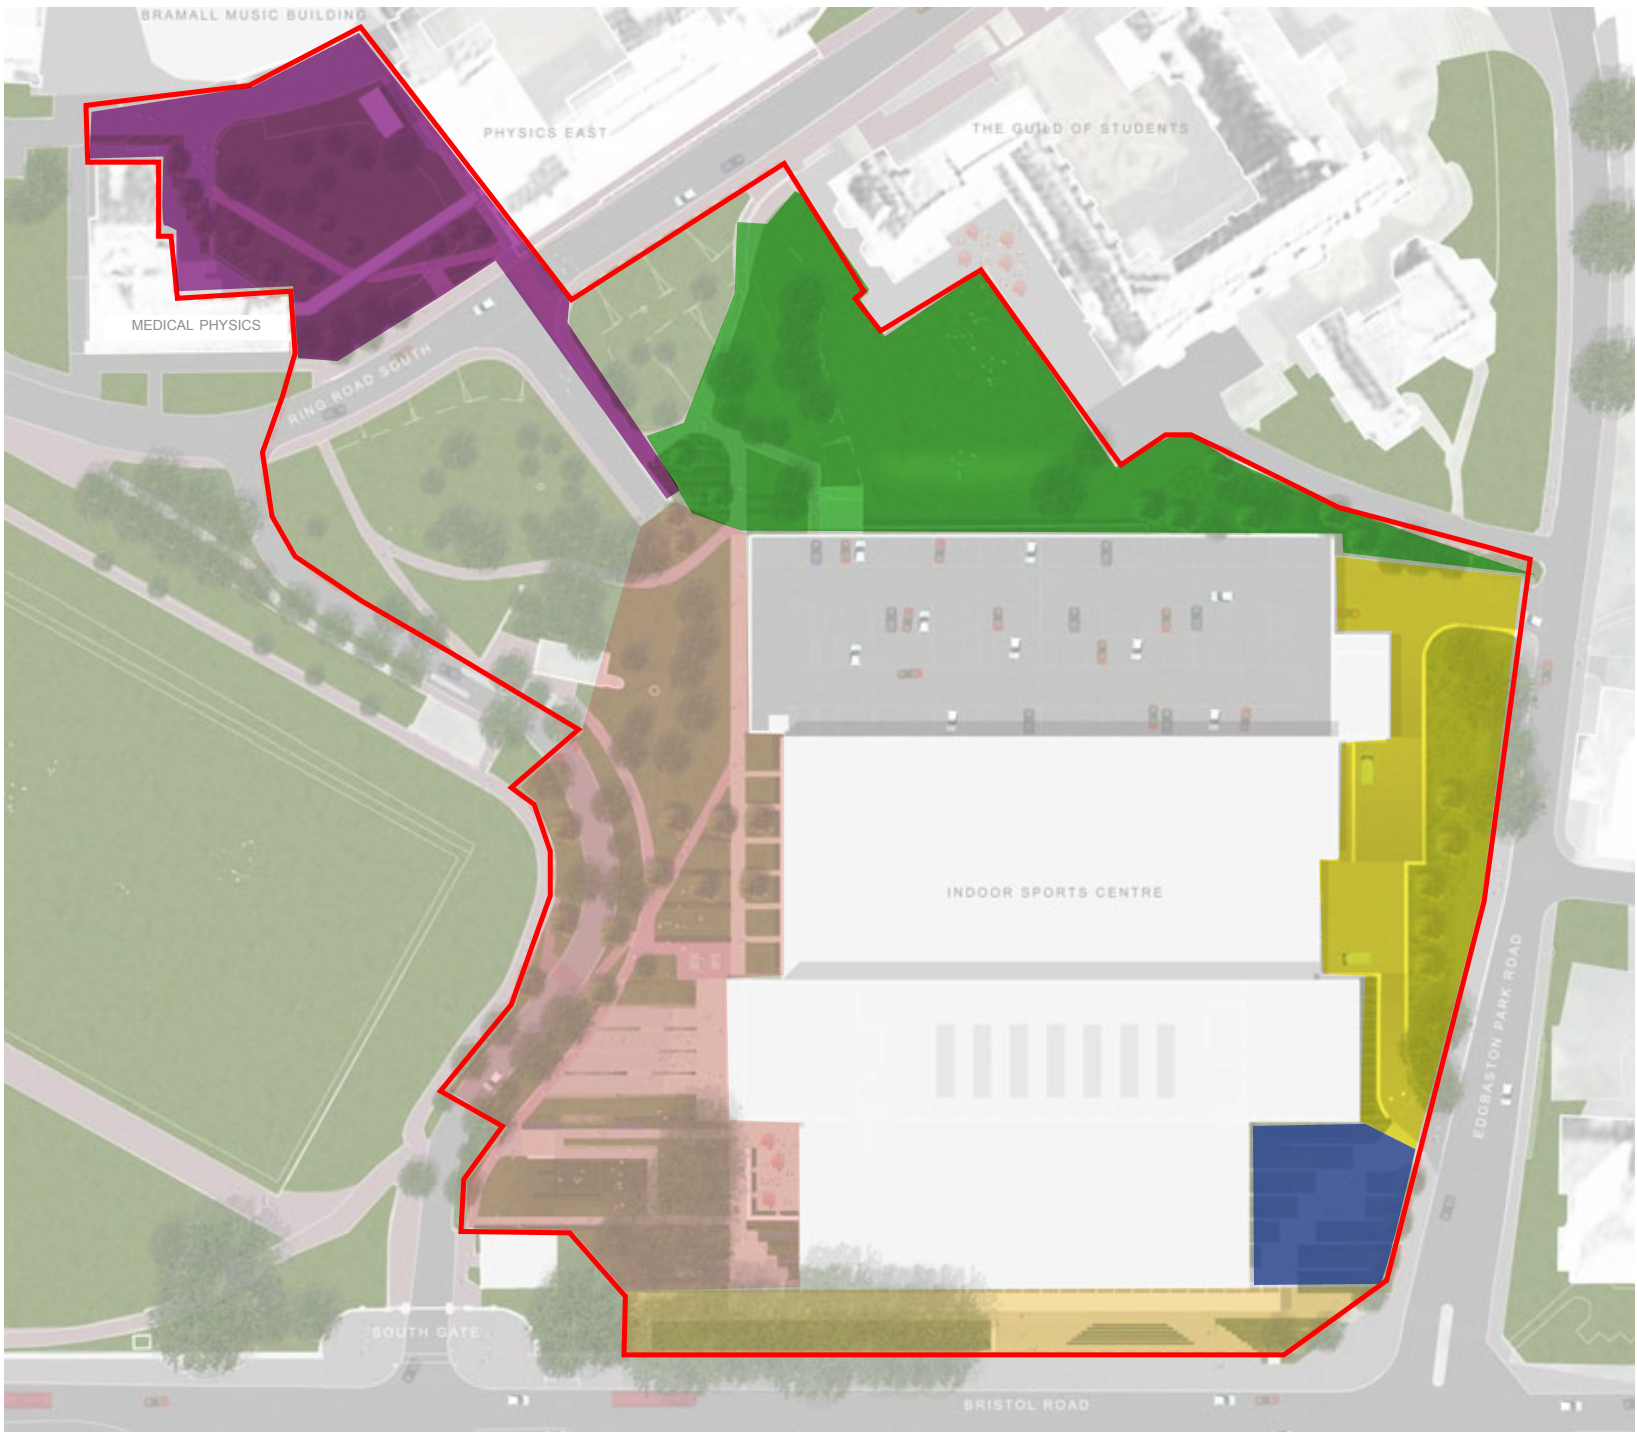 BRAMALL MUSIC BUILDING
PHYSICS EAST
THE GUILD OF STUDENTS
MEDICAL PHYSICS
RING ROAD SOUTH
INDOOR SPORTS CENTRE
EDGBASTON PARK ROAD
SOUTH GATE
BRISTOL ROAD